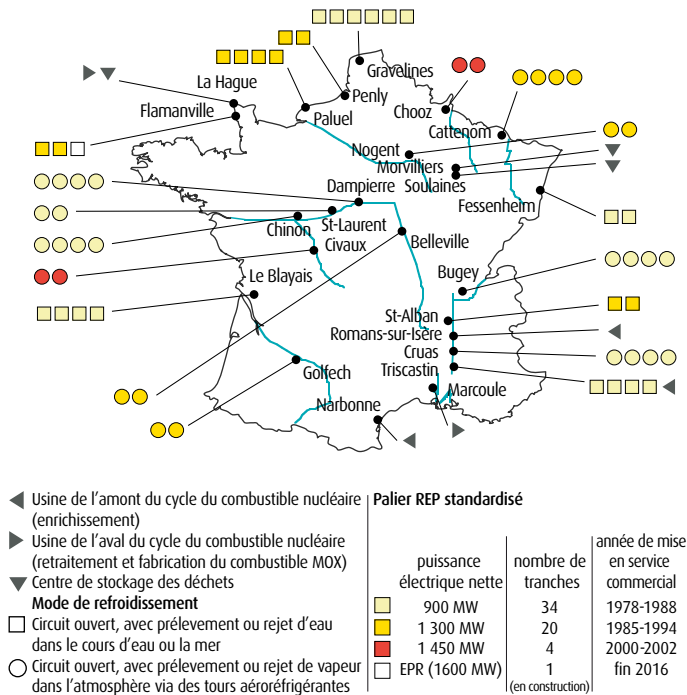 Gravelines
La Hague
Penly
Flamanville
Paluel
Chooz
Cattenom
Nogent
Morvilliers
Soulaines
Dampierre
Fessenheim
St-Laurent
Chinon
Civaux
Belleville
Le Blayais
Bugey
St-Alban
Romans-sur-Isère
Cruas
Triscastin
Golfech
Marcoule
Narbonne
Usine de l'amont du cycle du combustible nucléaire
(enrichissement)
Usine de l'aval du cycle du combustible nucléaire
(retraitement et fabrication du combustible MOX)
Centre de stockage des déchets
Mode de refroidissement
Circuit ouvert, avec prélevement ou rejet d'eau
dans le cours d'eau ou la mer
Circuit ouvert, avec prélevement ou rejet de vapeur
dans l'atmosphère via des tours aéroréfrigérantes
Palier REP standardisé
puissance électrique nette nombre de tranches année de mise en service commercial
900 MW 34 1978-1988
1 300 MW 20 1985-1994
1 450 MW 4 2000-2002
EPR (1600 MW) 1 fin 2016
(en construction)